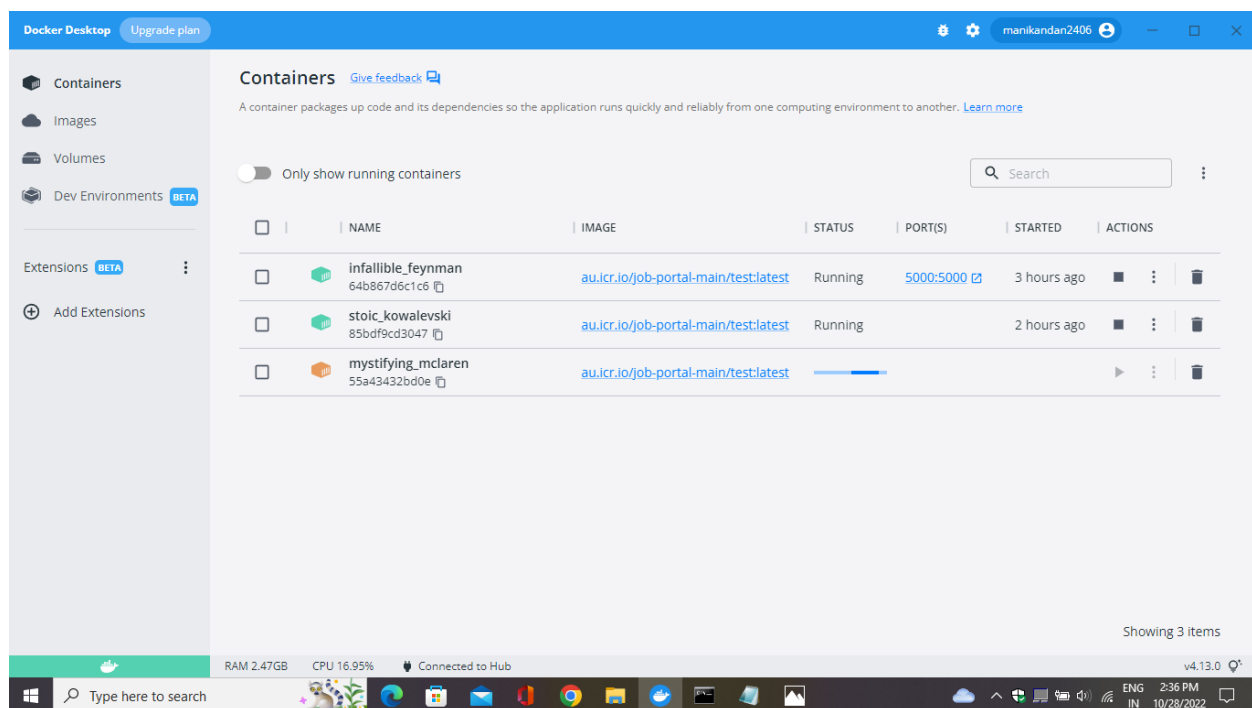 Docker Desktop Upgrade plan manikandan2406
Containers
Images
Volumes
Dev Environments BETA
Extensions BETA
Add Extensions
Containers Give feedback
A container packages up code and its dependencies so the application runs quickly and reliably from one computing environment to another. Learn more
Only show running containers Search
NAME IMAGE STATUS PORT(S) STARTED ACTIONS
infallible_feynman
64b867d6c1c6
au.icr.io/job-portal-main/test:latest Running 5000:5000 3 hours ago
stoic_kowalevski
85bdf9cd3047
au.icr.io/job-portal-main/test:latest Running 2 hours ago
mystifying_mclaren
55a43432bd0e
au.icr.io/job-portal-main/test:latest
Showing 3 items
RAM 2.47GB CPU 16.95% Connected to Hub v4.13.0
Type here to search
ENG 2:36 PM
IN 10/28/2022